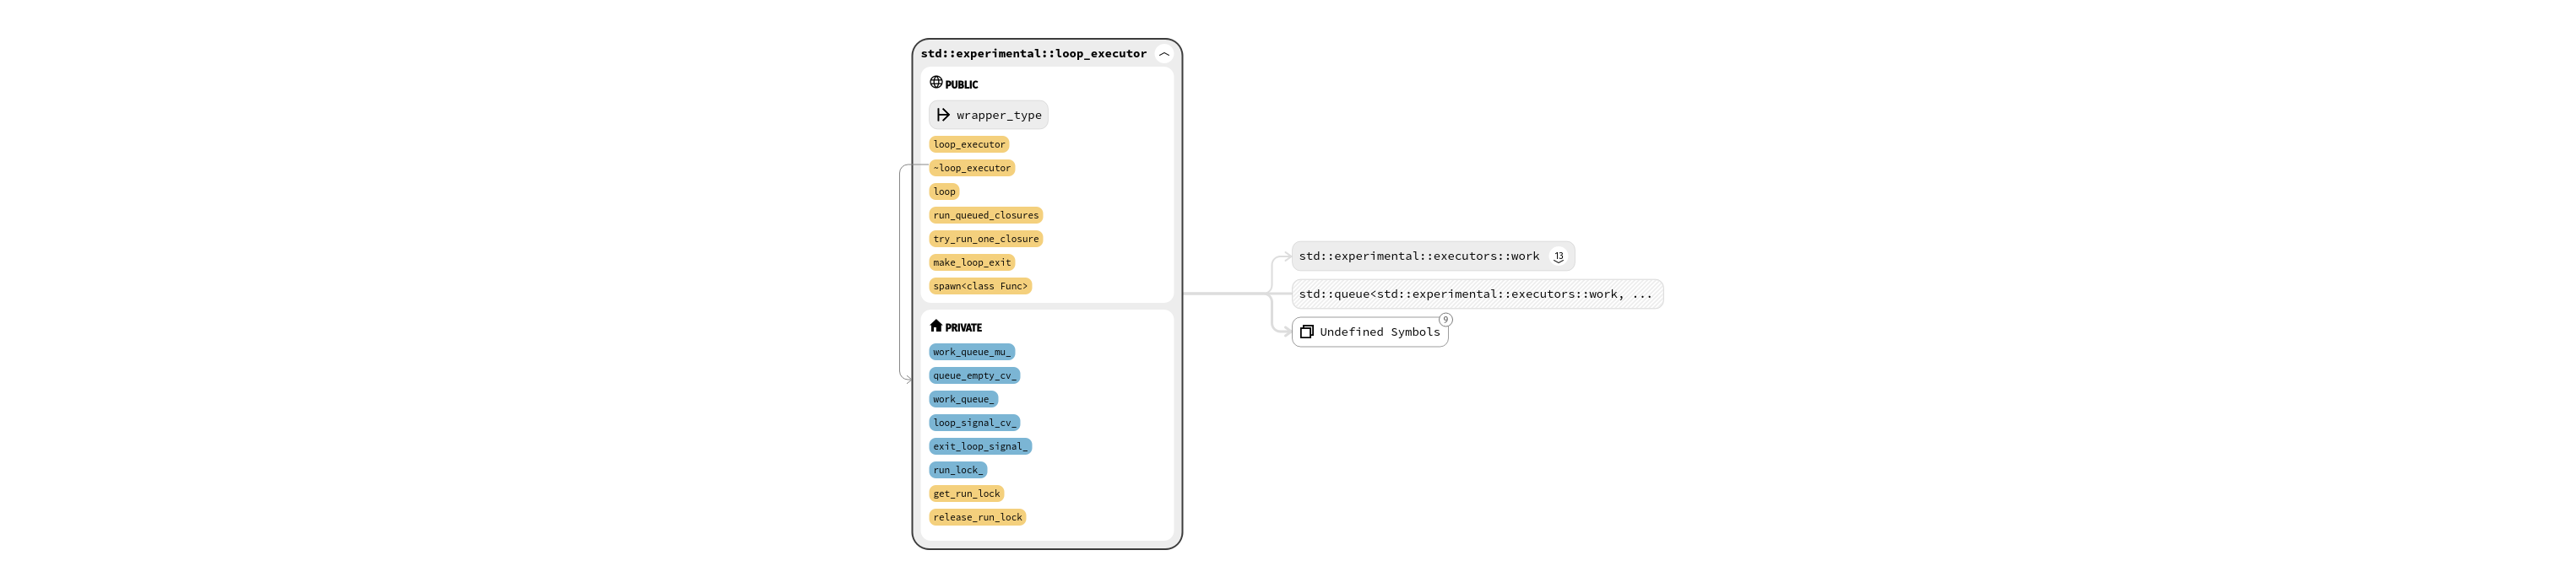 std::experimental::loop_executor
PUBLIC
wrapper_type
loop_executor
~loop_executor
loop
run_queued_closures
try_run_one_closure
make_loop_exit
spawn<class Func>
PRIVATE
work_queue_mu_
queue_empty_cv_
work_queue_
loop_signal_cv_
exit_loop_signal_
run_lock_
get_run_lock
release_run_lock
std::experimental::executors::work 13
std::queue<std::experimental::executors::work, ...
Undefined Symbols 9